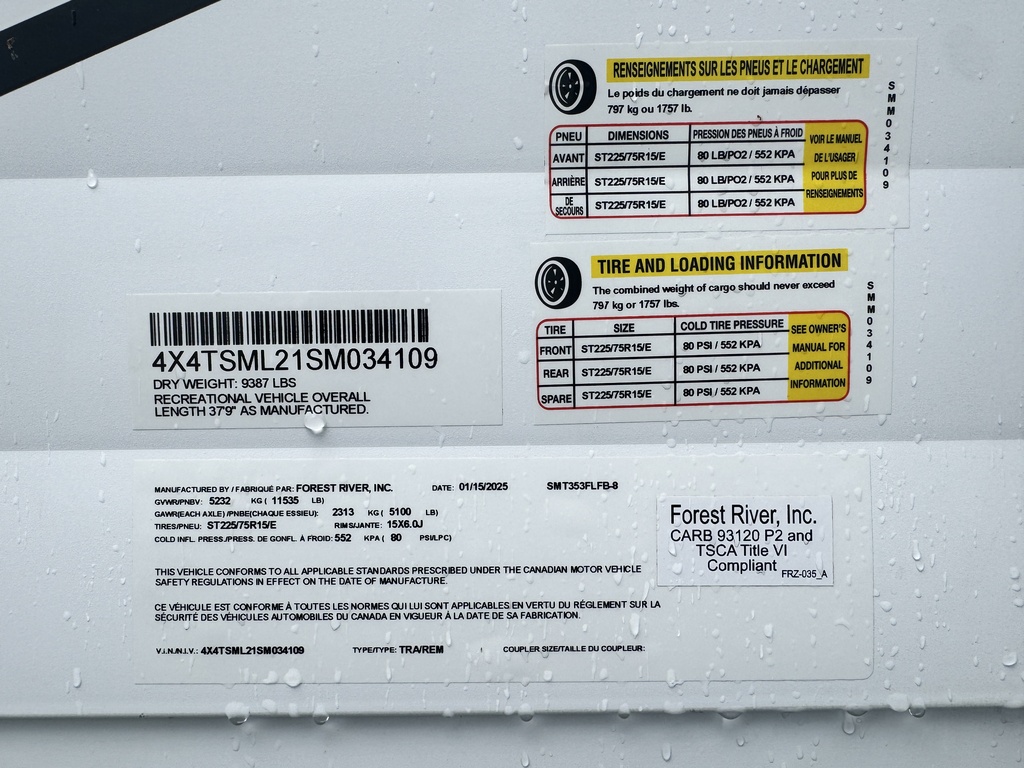 RENSEIGNEMENTS SUR LES PNEUS ET LE CHARGEMENT
Le poids du chargement ne doit jamais dépasser
797 kg ou 1757 lb.
PNEU DIMENSIONS PRESSION DES PNEUS À FROID VOIR LE MANUEL DE L'USAGER POUR PLUS DE RENSEIGNEMENTS
AVANT ST225/75R15/E 80 LB/PO2 / 552 KPA
ARRIÈRE ST225/75R15/E 80 LB/PO2 / 552 KPA
DE SECOURS ST225/75R15/E 80 LB/PO2 / 552 KPA
SMM034109
TIRE AND LOADING INFORMATION
The combined weight of cargo should never exceed
797 kg or 1757 lbs.
TIRE SIZE COLD TIRE PRESSURE SEE OWNER'S MANUAL FOR ADDITIONAL INFORMATION
FRONT ST225/75R15/E 80 PSI / 552 KPA
REAR ST225/75R15/E 80 PSI / 552 KPA
SPARE ST225/75R15/E 80 PSI / 552 KPA
SMM034109
4X4TSML21SM034109
DRY WEIGHT: 9387 LBS
RECREATIONAL VEHICLE OVERALL
LENGTH 37'9" AS MANUFACTURED.
MANUFACTURED BY / FABRIQUÉ PAR: FOREST RIVER, INC. DATE: 01/15/2025 SMT353FLFB-8
GVWR/PNBV: 5232 KG ( 11535 LB)
GAWR(EACH AXLE) /PNBE(CHAQUE ESSIEU): 2313 KG ( 5100 LB)
TIRES/PNEU: ST225/75R15/E RIMS/JANTE: 15X6.0J
COLD INFL. PRESS./PRESS. DE GONFL. À FROID: 552 KPA ( 80 PSI/LPC)
THIS VEHICLE CONFORMS TO ALL APPLICABLE STANDARDS PRESCRIBED UNDER THE CANADIAN MOTOR VEHICLE
SAFETY REGULATIONS IN EFFECT ON THE DATE OF MANUFACTURE.
CE VÉHICULE EST CONFORME À TOUTES LES NORMES QUI LUI SONT APPLICABLES EN VERTU DU RÉGLEMENT SUR LA
SÉCURITÉ DES VÉHICULES AUTOMOBILES DU CANADA EN VIGUEUR À LA DATE DE SA FABRICATION.
V.I.N./N.I.V.: 4X4TSML21SM034109 TYPE/TYPE: TRA/REM COUPLER SIZE/TAILLE DU COUPLEUR:
Forest River, Inc.
CARB 93120 P2 and
TSCA Title VI
Compliant
FRZ-035_A